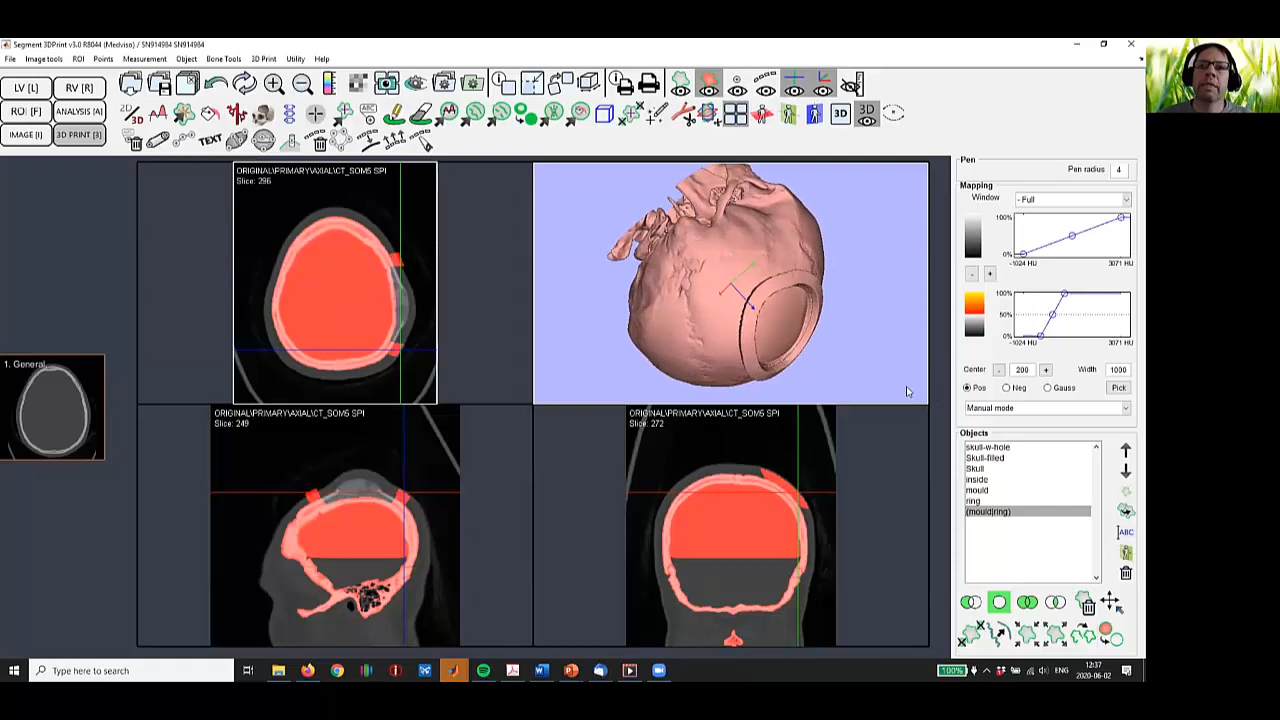 Segment 3DPrint v3.0 R8044 (Medviso) / SN914984 SN914984
File Image tools ROI Points Measurement Object Bone Tools 3D Print Utility Help
LV [L] RV [R]
ROI [F] ANALYSIS [A]
IMAGE [I] 3D PRINT [3]
2D
3D
TEXT
ABC
3D
3D
1. General
ORIGINAL\PRIMARY\AXIAL\CT_SOM5 SPI
Slice: 296
ORIGINAL\PRIMARY\AXIAL\CT_SOM5 SPI
Slice: 249
ORIGINAL\PRIMARY\AXIAL\CT_SOM5 SPI
Slice: 272
Pen
Pen radius 4
Mapping
Window - Full
100%
0%
-1024 HU 3071 HU
- +
100%
50%
0%
-1024 HU 3071 HU
Center - 200 + Width 1000
Pos Neg Gauss Pick
Manual mode
Objects
skull-w-hole
Skull-filled
Skull
inside
mould
ring
(mould|ring)
ABC
Type here to search
100% ENG 12:37
2020-06-02